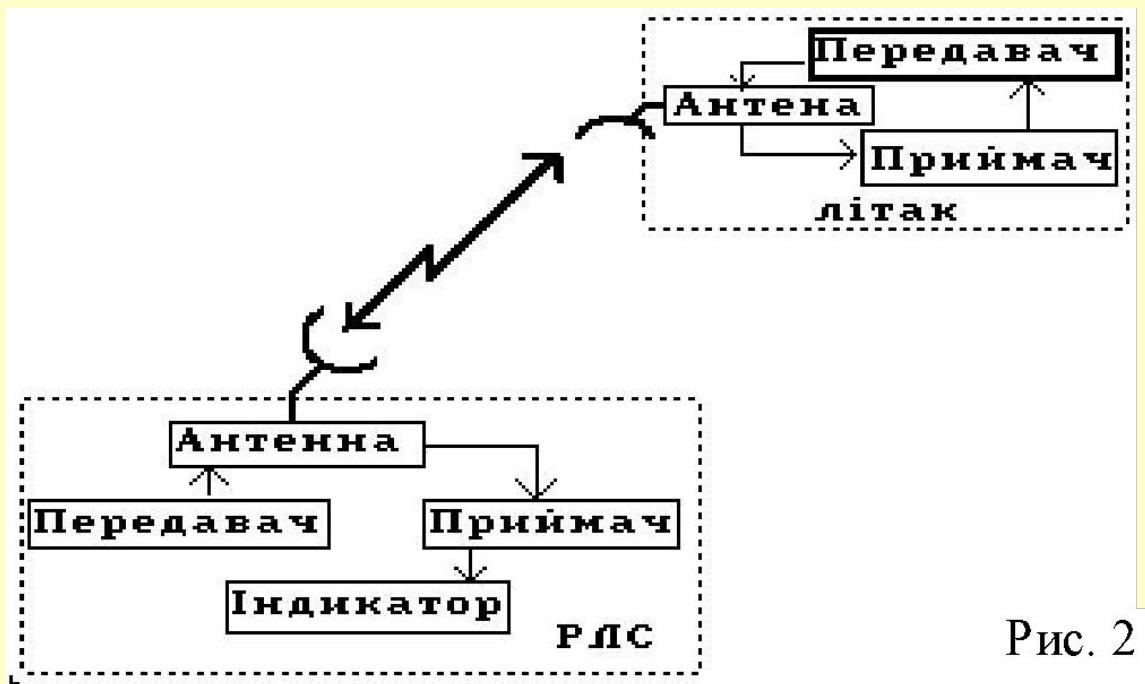 Передавач
Антена
Приймач
літак
Антенна
Передавач
Приймач
Індикатор
РЛС
Рис. 2